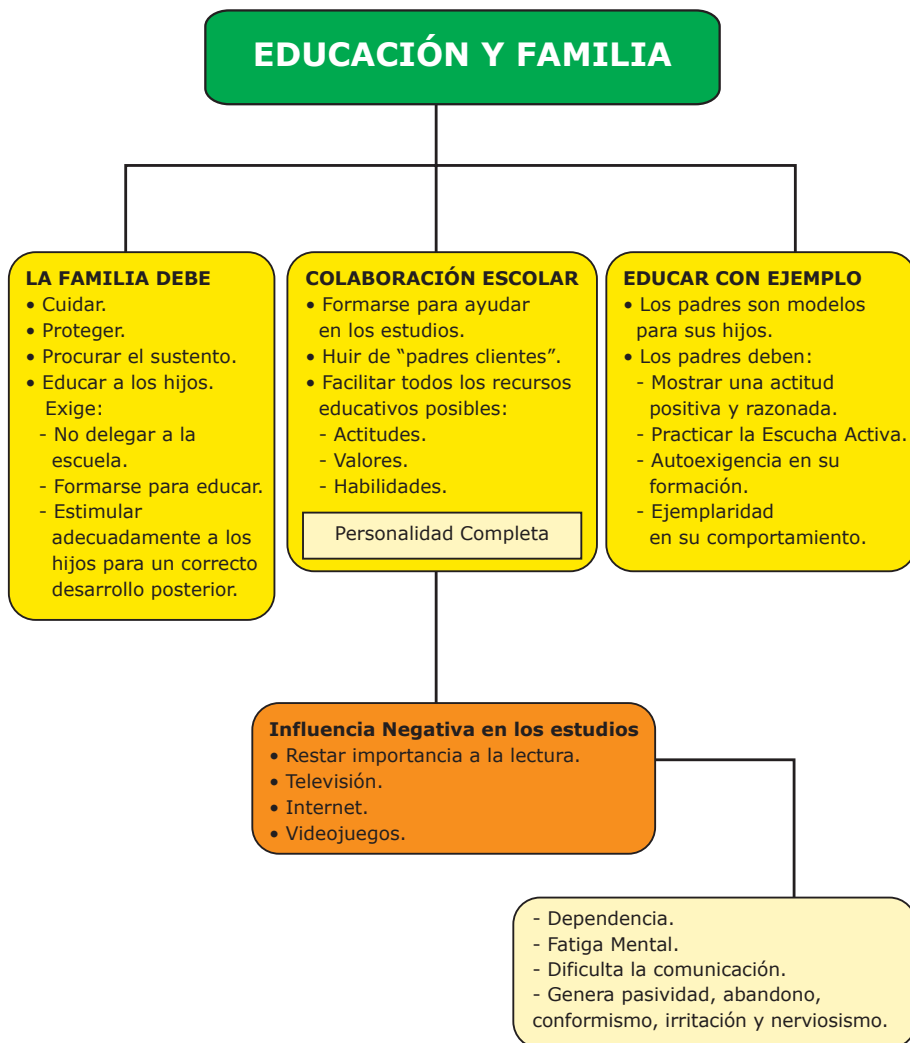 EDUCACIÓN Y FAMILIA
LA FAMILIA DEBE
• Cuidar.
• Proteger.
• Procurar el sustento.
• Educar a los hijos.
Exige:
- No delegar a la
escuela.
- Formarse para educar.
- Estimular
adecuadamente a los
hijos para un correcto
desarrollo posterior.
COLABORACIÓN ESCOLAR
• Formarse para ayudar
en los estudios.
• Huir de “padres clientes”.
• Facilitar todos los recursos
educativos posibles:
- Actitudes.
- Valores.
- Habilidades.
Personalidad Completa
EDUCAR CON EJEMPLO
• Los padres son modelos
para sus hijos.
• Los padres deben:
- Mostrar una actitud
positiva y razonada.
- Practicar la Escucha Activa.
- Autoexigencia en su
formación.
- Ejemplaridad
en su comportamiento.
Influencia Negativa en los estudios
• Restar importancia a la lectura.
• Televisión.
• Internet.
• Videojuegos.
- Dependencia.
- Fatiga Mental.
- Dificulta la comunicación.
- Genera pasividad, abandono,
conformismo, irritación y nerviosismo.